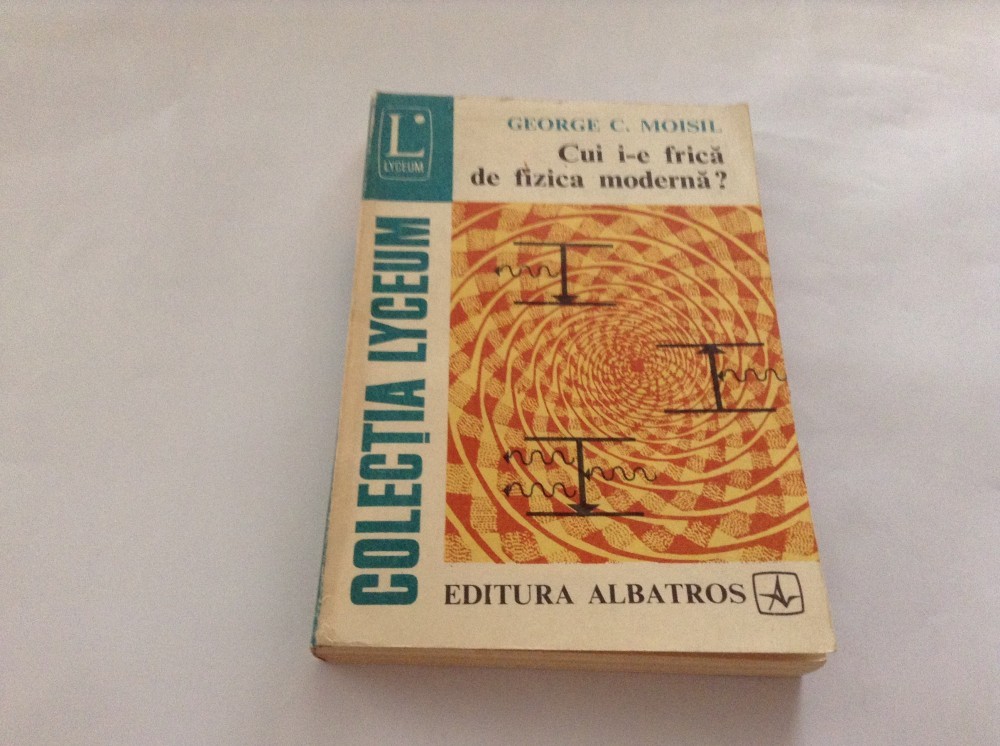 L
LYCEUM
GEORGE C. MOISIL
Cui i-e frică
de fizica modernă?
COLECȚIA LYCEUM
EDITURA ALBATROS